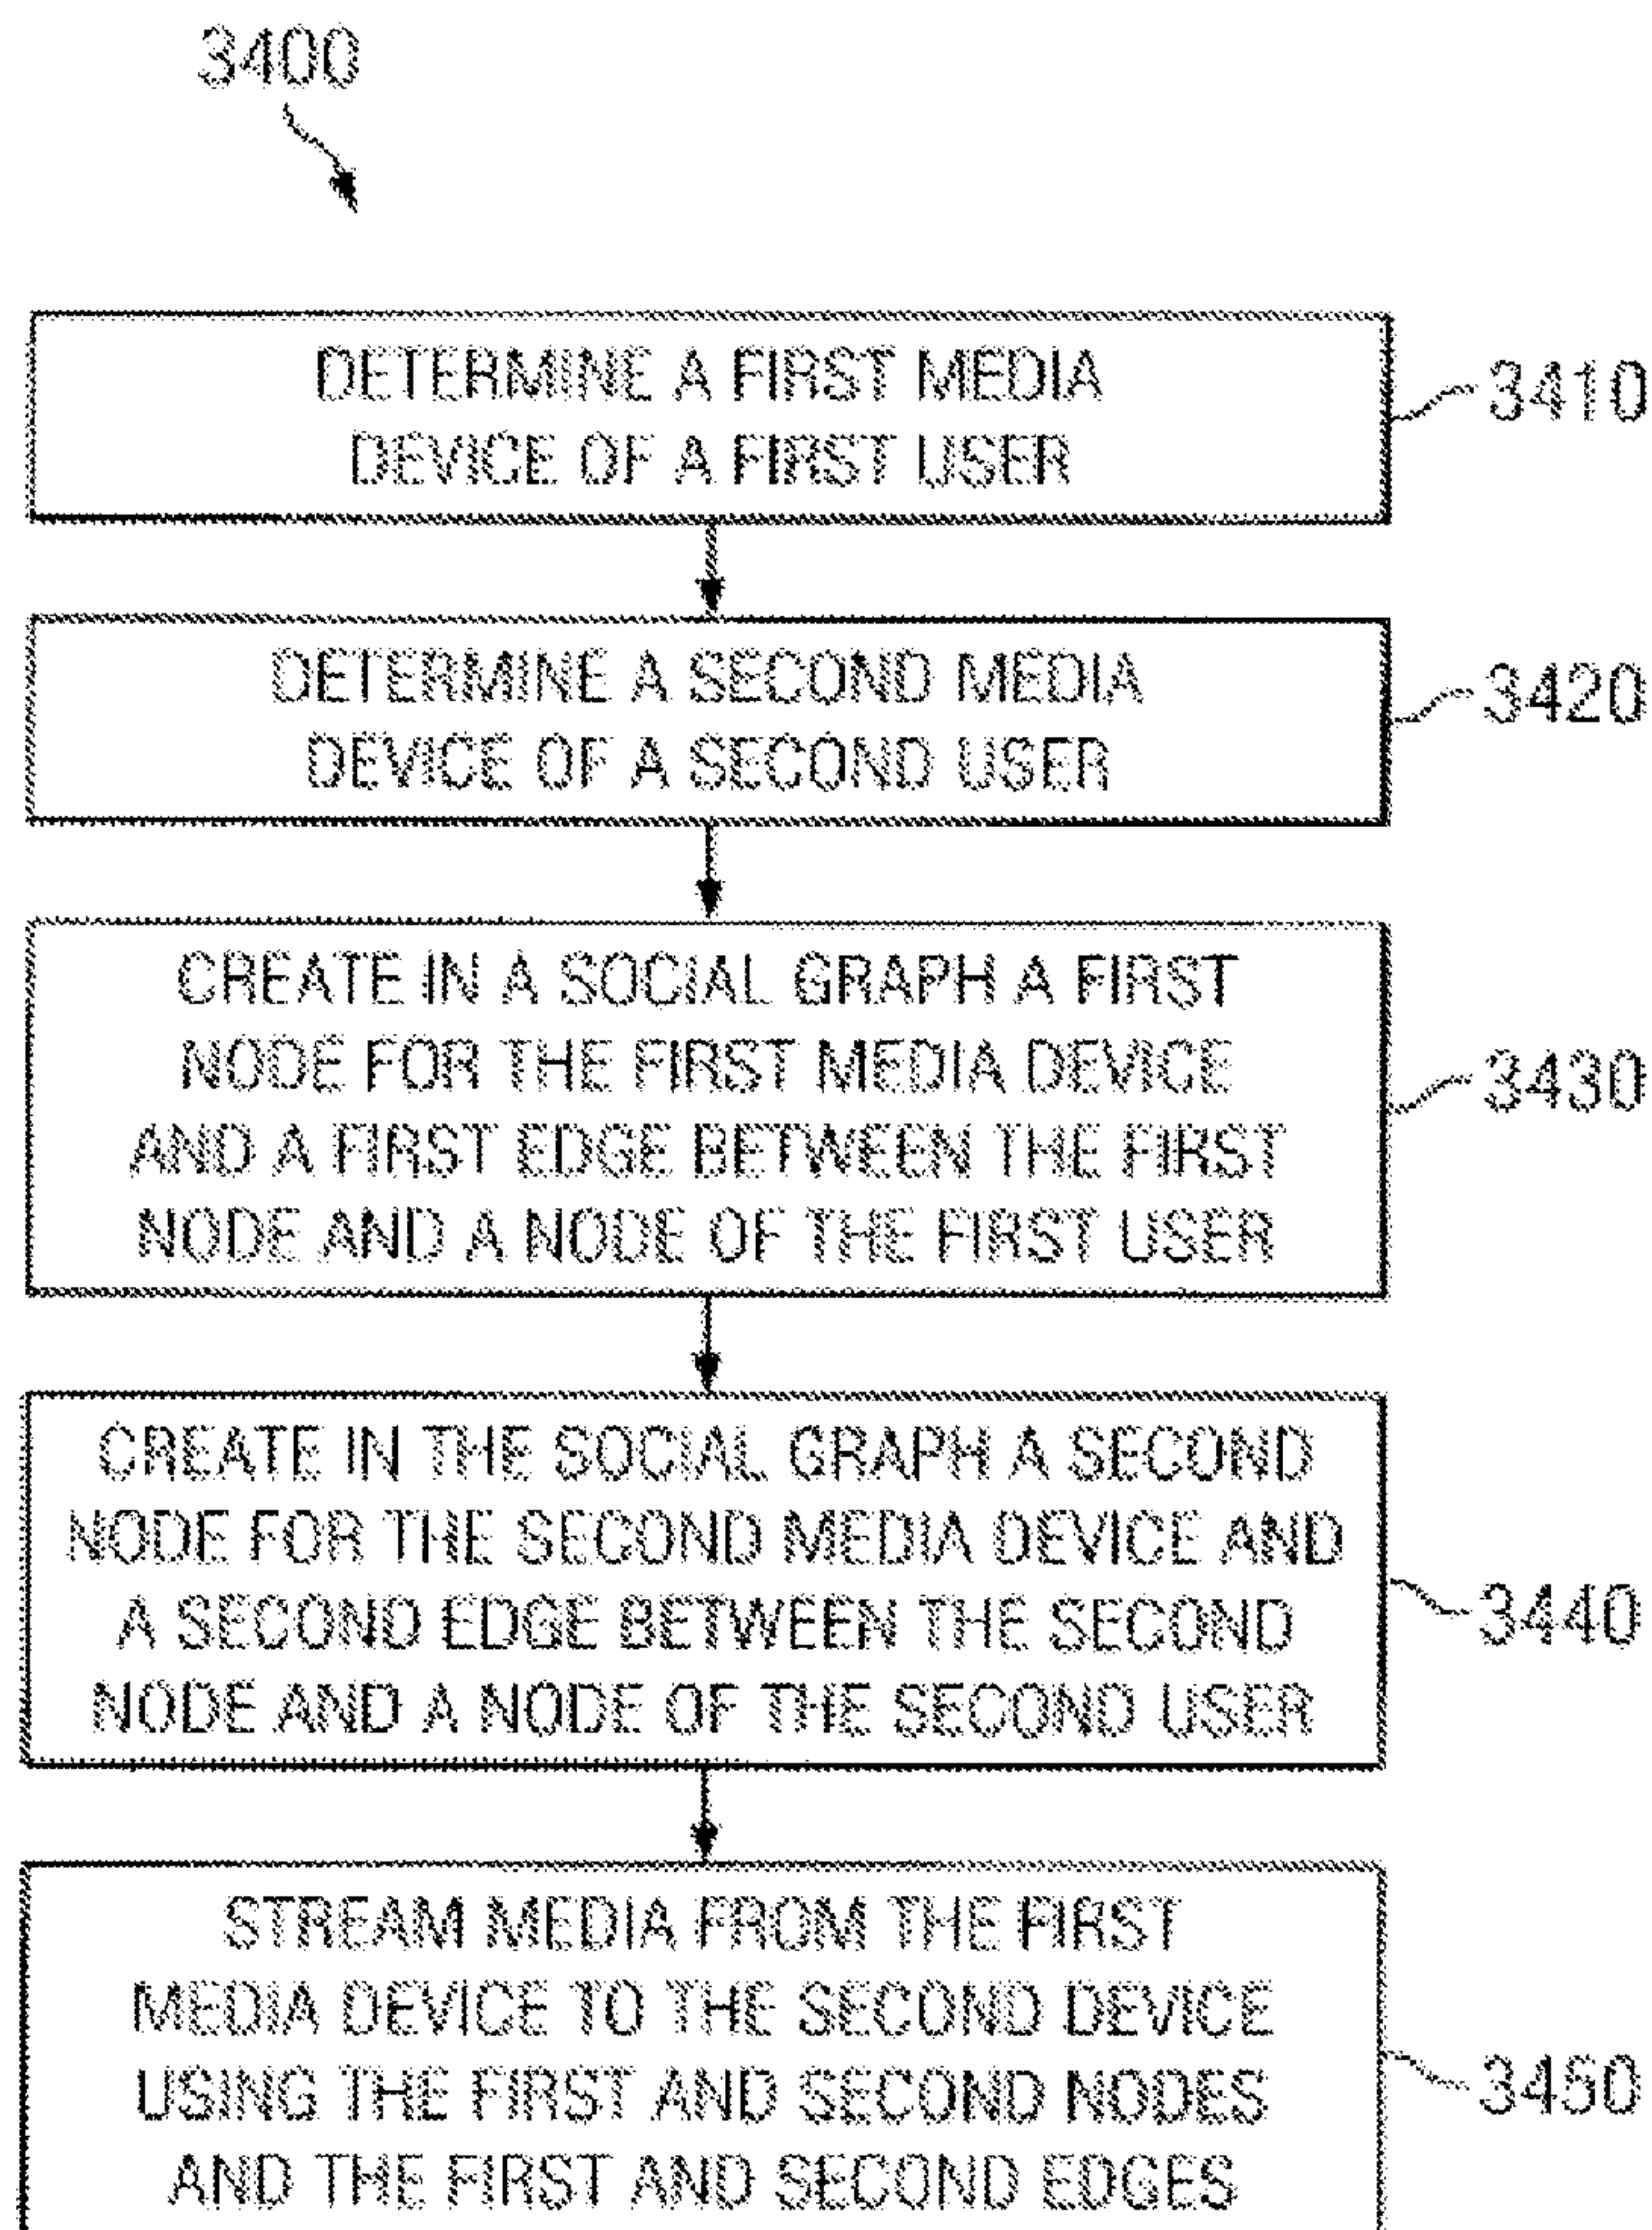 3400
DETERMINE A FIRST MEDIA
DEVICE OF A FIRST USER
3410
DETERMINE A SECOND MEDIA
DEVICE OF A SECOND USER
3420
CREATE IN A SOCIAL GRAPH A FIRST
NODE FOR THE FIRST MEDIA DEVICE
AND A FIRST EDGE BETWEEN THE FIRST
NODE AND A NODE OF THE FIRST USER
3430
CREATE IN THE SOCIAL GRAPH A SECOND
NODE FOR THE SECOND MEDIA DEVICE AND
A SECOND EDGE BETWEEN THE SECOND
NODE AND A NODE OF THE SECOND USER
3440
STREAM MEDIA FROM THE FIRST
MEDIA DEVICE TO THE SECOND DEVICE
USING THE FIRST AND SECOND NODES
AND THE FIRST AND SECOND EDGES
3450